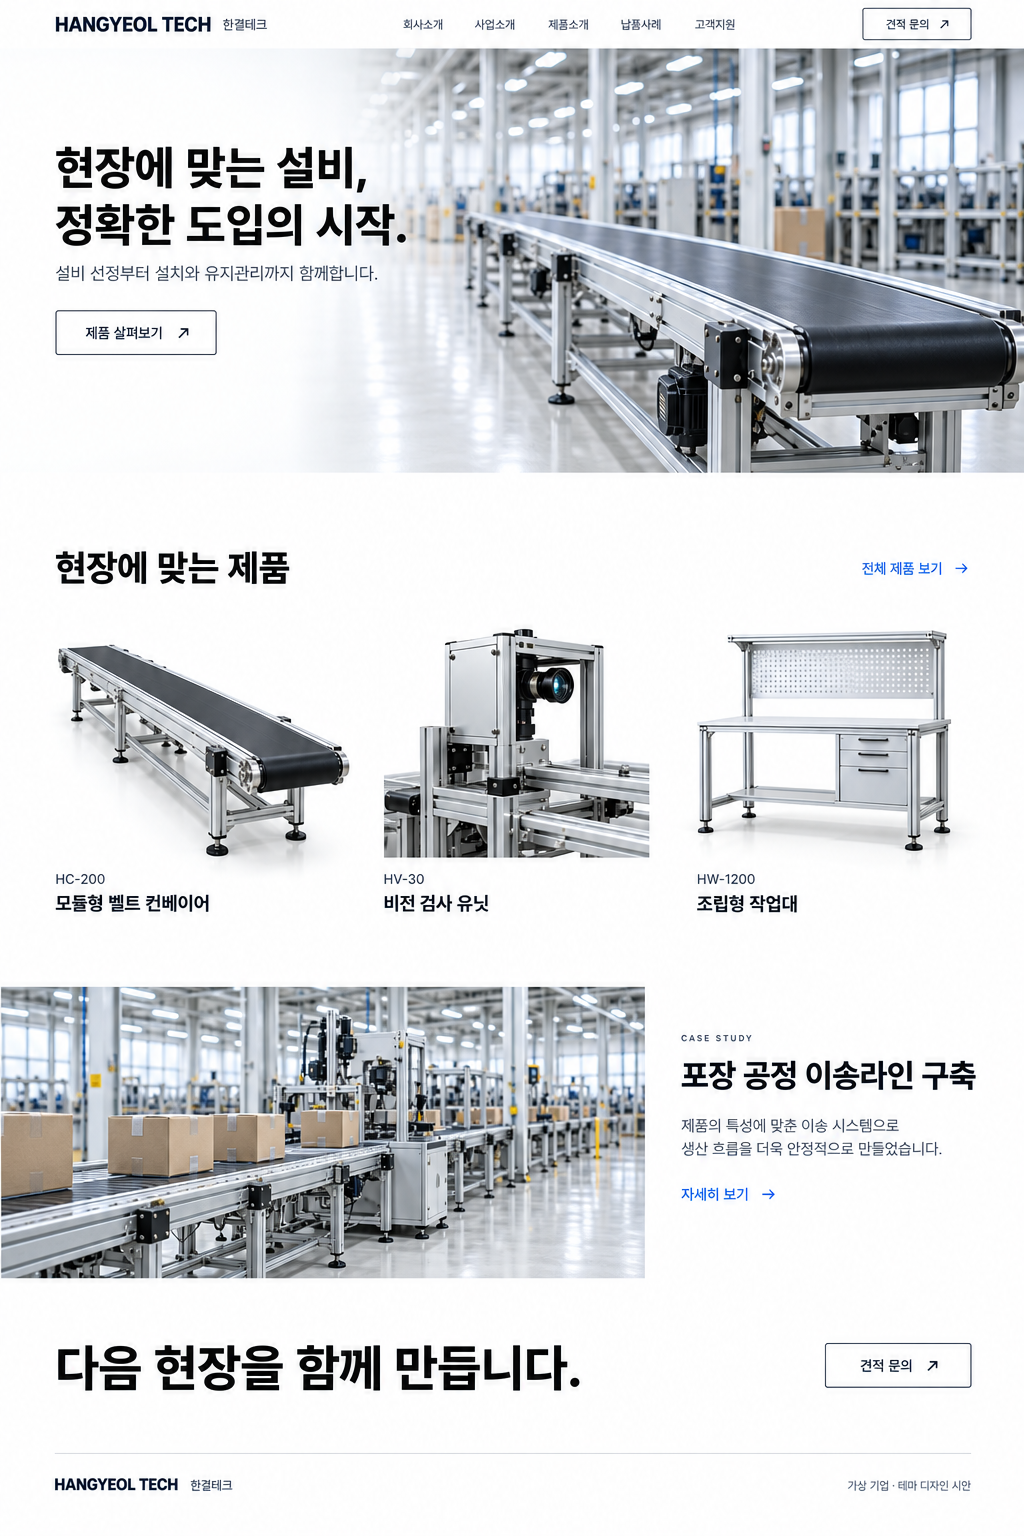 HANGYEOL TECH 한결테크
회사소개 사업소개 제품소개 납품사례 고객지원
견적 문의
현장에 맞는 설비,
정확한 도입의 시작.
설비 선정부터 설치와 유지관리까지 함께합니다.
제품 살펴보기
현장에 맞는 제품
전체 제품 보기
HC-200
모듈형 벨트 컨베이어
HV-30
비전 검사 유닛
HW-1200
조립형 작업대
CASE STUDY
포장 공정 이송라인 구축
제품의 특성에 맞춘 이송 시스템으로
생산 흐름을 더욱 안정적으로 만들었습니다.
자세히 보기
다음 현장을 함께 만듭니다.
견적 문의
HANGYEOL TECH 한결테크
가상 기업 · 테마 디자인 시안